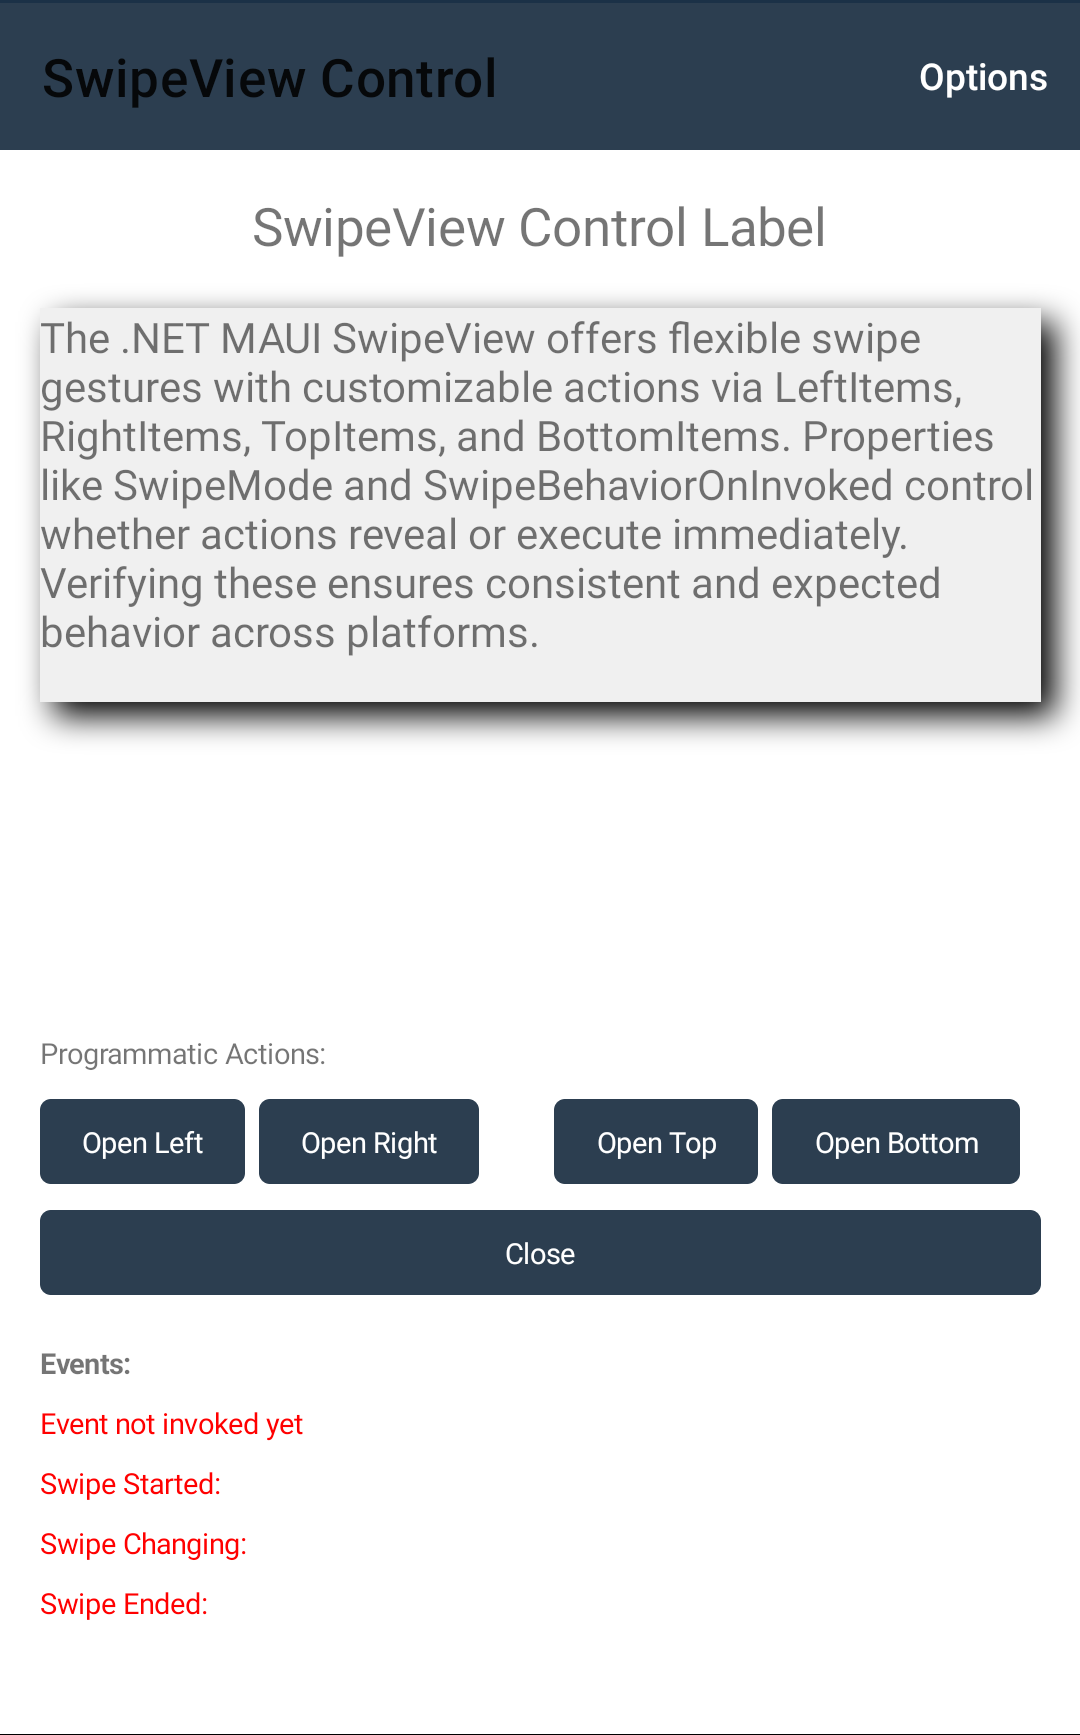 SwipeView Control
Options
SwipeView Control Label
The .NET MAUI SwipeView offers flexible swipe
gestures with customizable actions via LeftItems,
RightItems, TopItems, and BottomItems. Properties
like SwipeMode and SwipeBehaviorOnInvoked control
whether actions reveal or execute immediately.
Verifying these ensures consistent and expected
behavior across platforms.
Programmatic Actions:
Open Left
Open Right
Open Top
Open Bottom
Close
Events:
Event not invoked yet
Swipe Started:
Swipe Changing:
Swipe Ended: